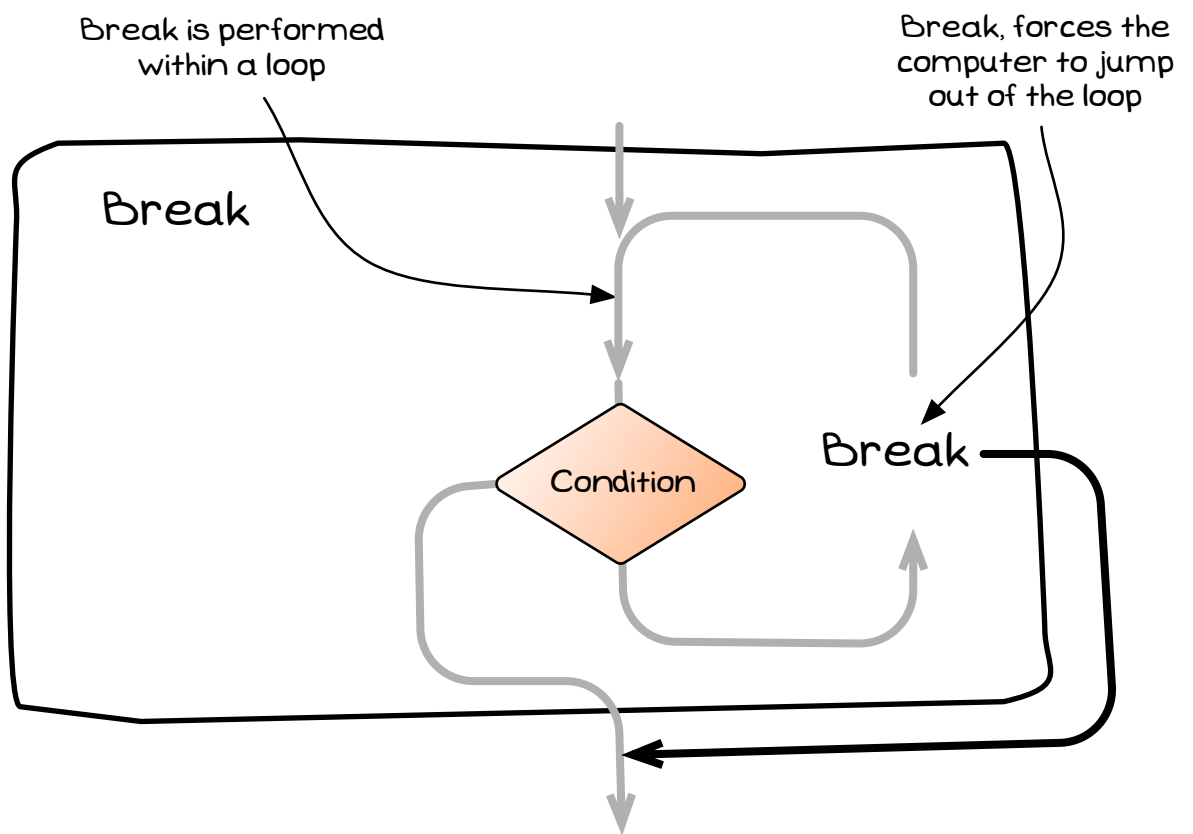 Break is performed
within a loop
Break, forces the
computer to jump
out of the loop
Break
Break
Condition